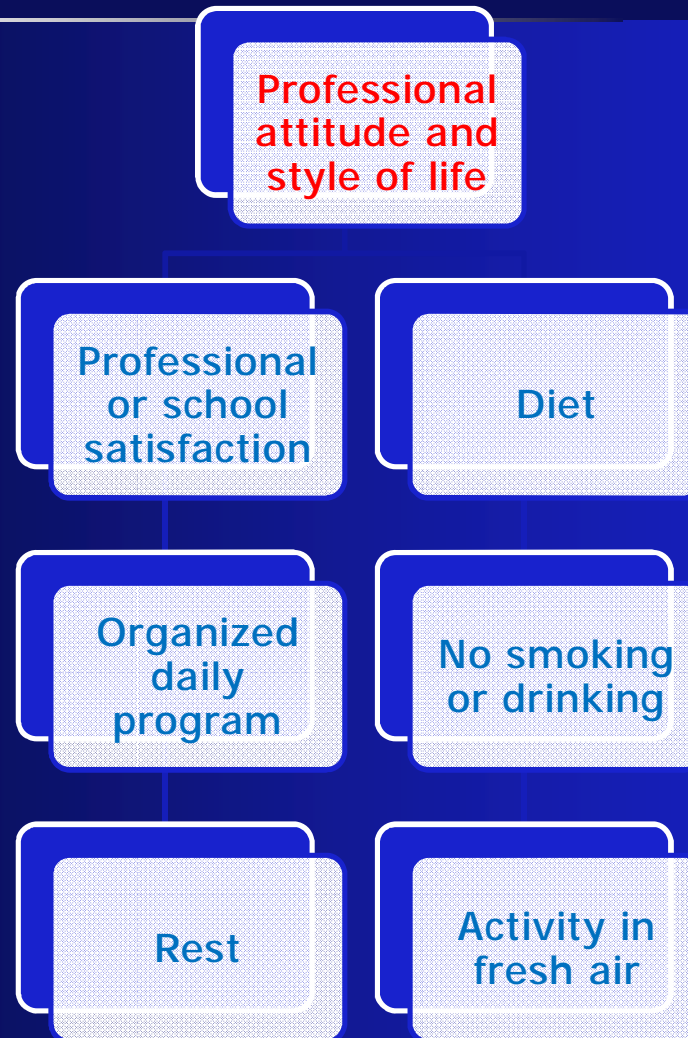 Professional
attitude and
style of life
Professional
or school
satisfaction
Diet
Organized
daily
program
No smoking
or drinking
Rest
Activity in
fresh air